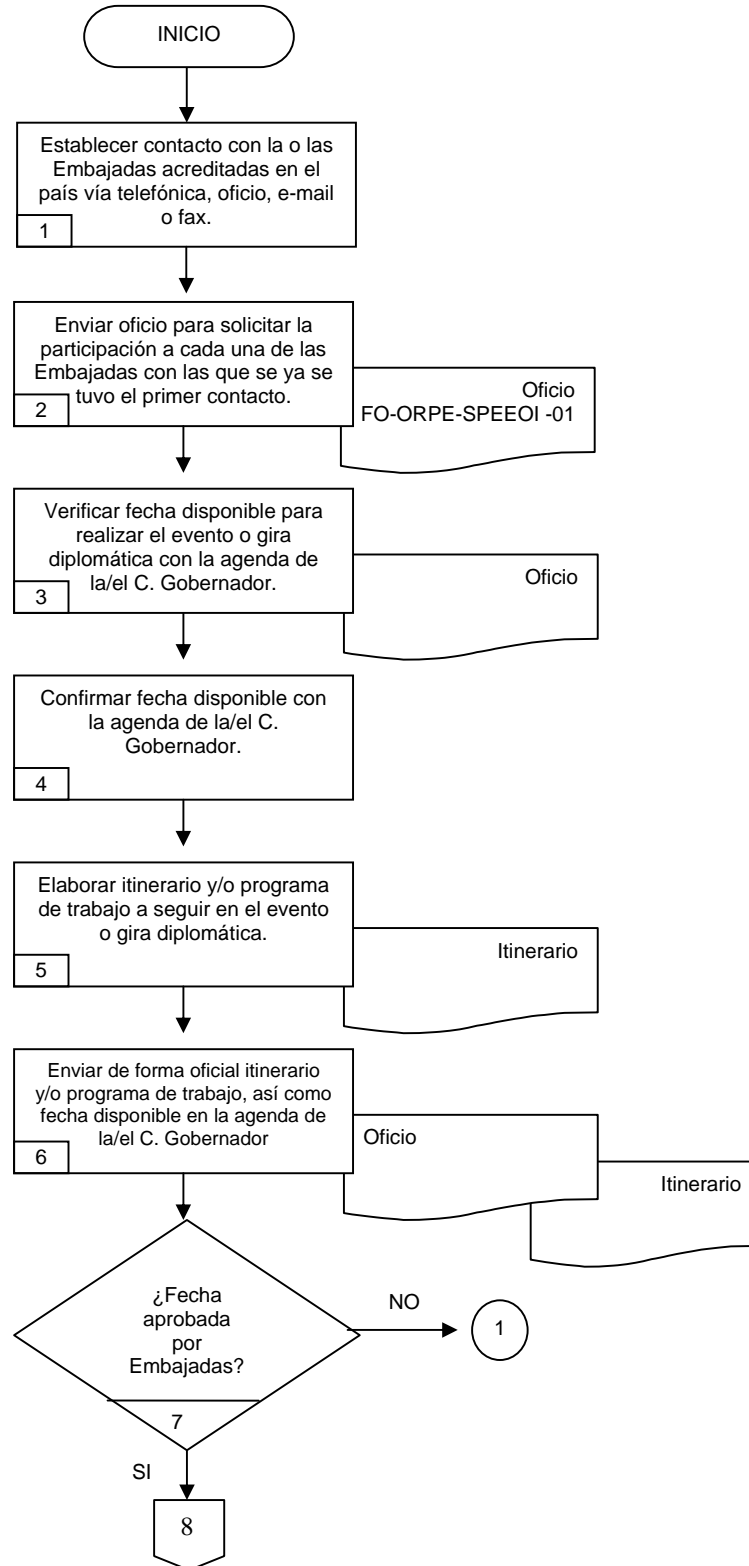 INICIO
Establecer contacto con la o las
Embajadas acreditadas en el
país vía telefónica, oficio, e-mail
o fax.
1
Enviar oficio para solicitar la
participación a cada una de las
Embajadas con las que se ya se
tuvo el primer contacto.
2
Oficio
FO-ORPE-SPEEOI -01
Verificar fecha disponible para
realizar el evento o gira
diplomática con la agenda de
la/el C. Gobernador.
3
Oficio
Confirmar fecha disponible con
la agenda de la/el C.
Gobernador.
4
Elaborar itinerario y/o programa
de trabajo a seguir en el evento
o gira diplomática.
5
Itinerario
Enviar de forma oficial itinerario
y/o programa de trabajo, así como
fecha disponible en la agenda de
la/el C. Gobernador
6
Oficio
Itinerario
¿Fecha
aprobada
por
Embajadas?
7
NO
1
SI
8